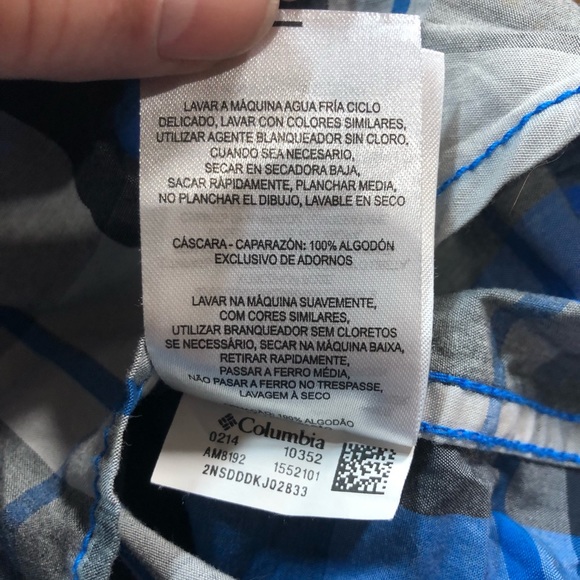 LAVAR A MÁQUINA AGUA FRÍA CICLO
DELICADO, LAVAR CON COLORES SIMILARES,
UTILIZAR AGENTE BLANQUEADOR SIN CLORO,
CUANDO SEA NECESARIO,
SECAR EN SECADORA BAJA,
SACAR RÁPIDAMENTE, PLANCHAR MEDIA,
NO PLANCHAR EL DIBUJO, LAVABLE EN SECO
CÁSCARA - CAPARAZÓN: 100% ALGODÓN
EXCLUSIVO DE ADORNOS
LAVAR NA MÁQUINA SUAVEMENTE,
COM CORES SIMILARES,
UTILIZAR BRANQUEADOR SEM CLORETOS
SE NECESSÁRIO, SECAR NA MÁQUINA BAIXA,
RETIRAR RAPIDAMENTE,
PASSAR A FERRO MÉDIA,
NÃO PASSAR A FERRO NO TRESPASSE,
LAVAGEM À SECO
100% ALGODÃO
Columbia
0214 10352
AM8192 1552101
2NSDDDKJ02833